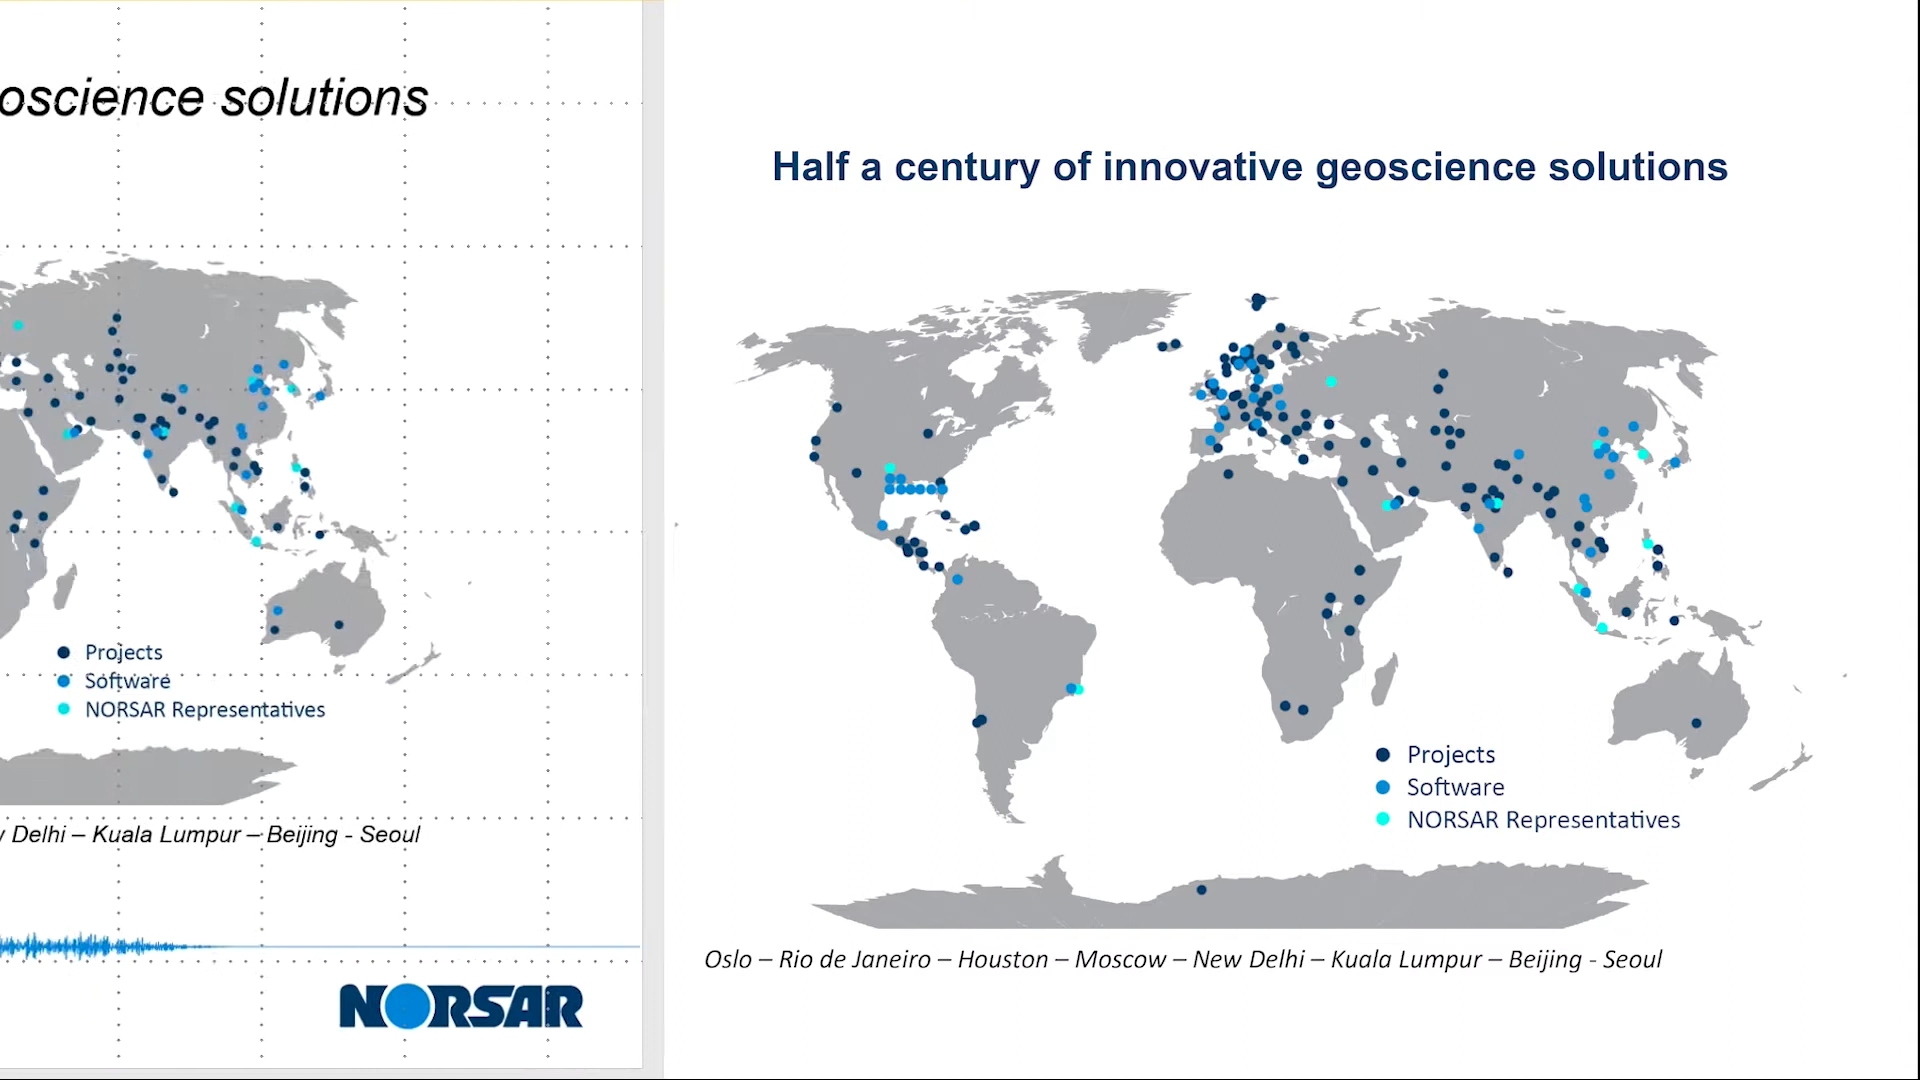 oscience solutions
Projects
Software
NORSAR Representatives
Delhi – Kuala Lumpur – Beijing - Seoul
NORSAR
Half a century of innovative geoscience solutions
Projects
Software
NORSAR Representatives
Oslo – Rio de Janeiro – Houston – Moscow – New Delhi – Kuala Lumpur – Beijing - Seoul